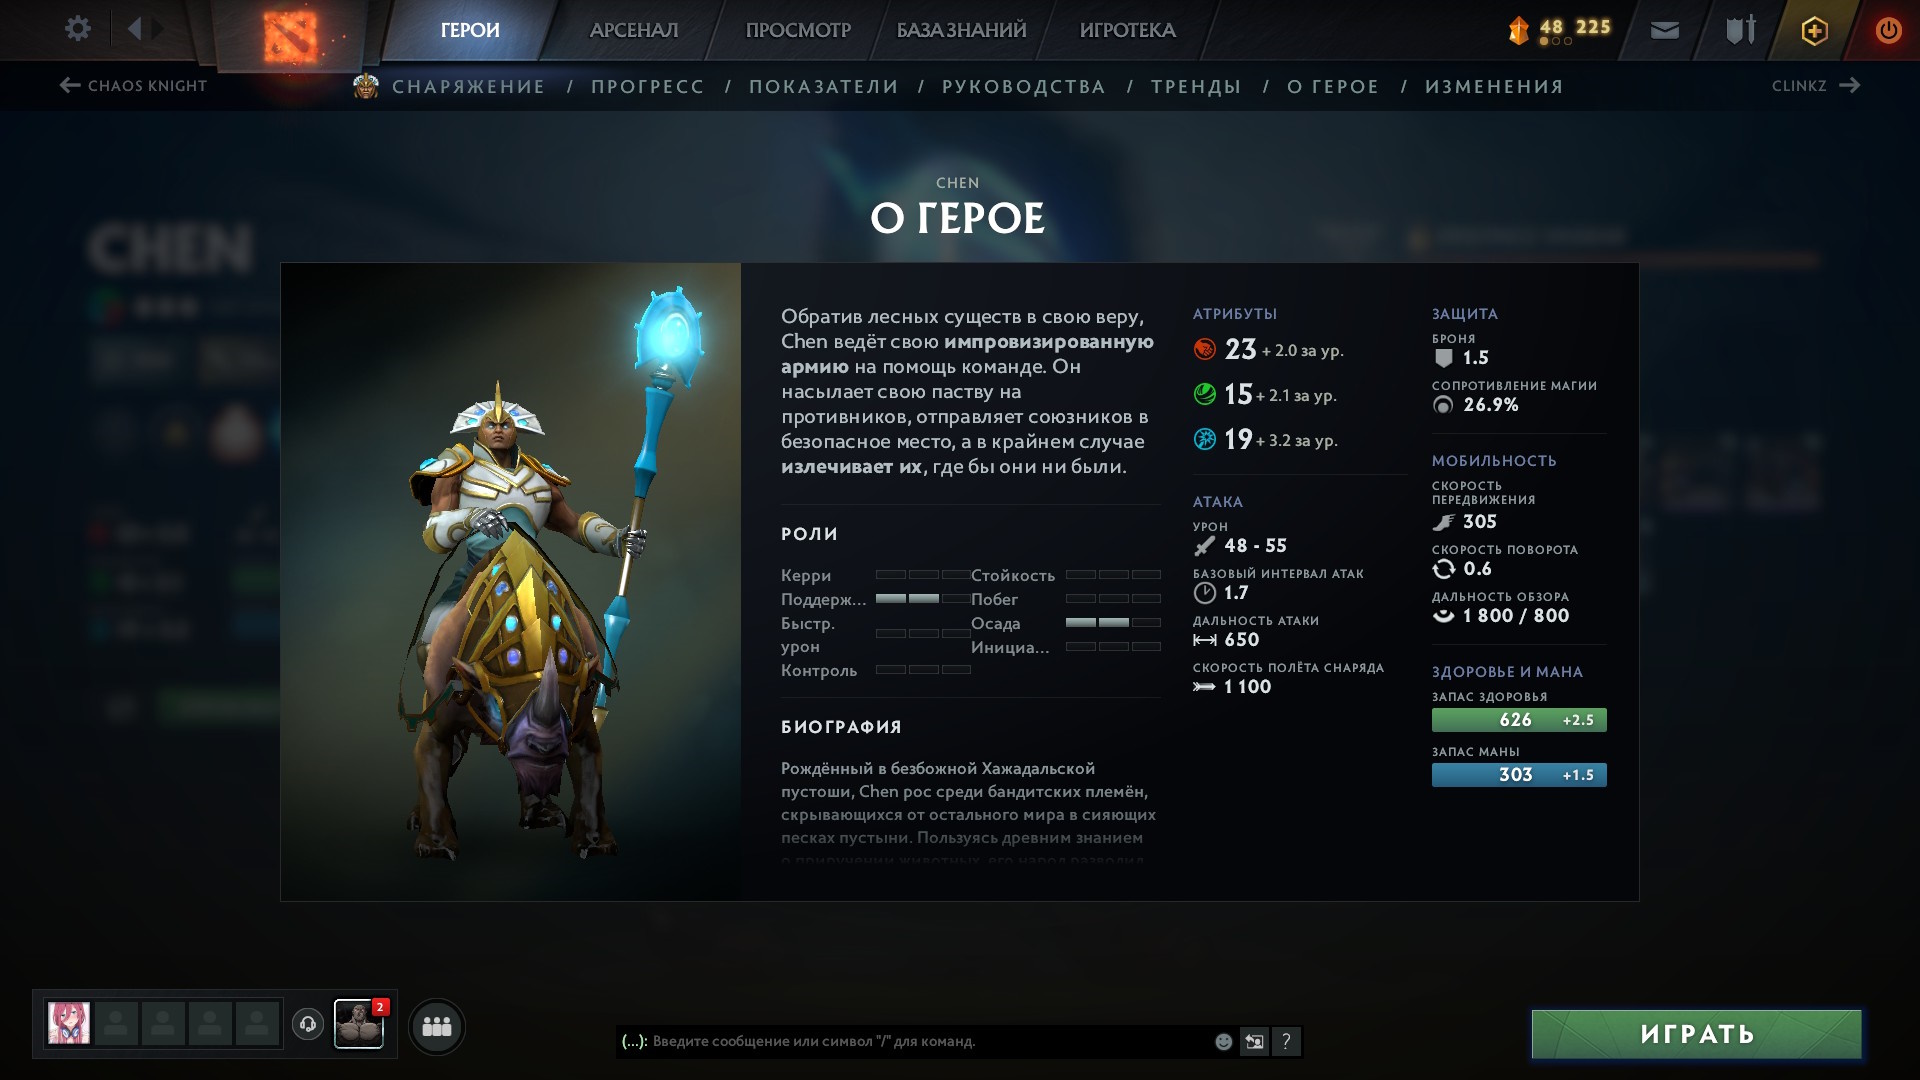 ГЕРОИ
АРСЕНАЛ
ПРОСМОТР
БАЗА ЗНАНИЙ
ИГРОТЕКА
48 225
CHAOS KNIGHT
СНАРЯЖЕНИЕ / ПРОГРЕСС / ПОКАЗАТЕЛИ / РУКОВОДСТВА / ТРЕНДЫ / О ГЕРОЕ / ИЗМЕНЕНИЯ
CLINKZ
CHEN
О ГЕРОЕ
CHEN
Обратив лесных существ в свою веру,
Chen ведёт свою импровизированную
армию на помощь команде. Он
насылает свою паству на
противников, отправляет союзников в
безопасное место, а в крайнем случае
излечивает их, где бы они ни были.
РОЛИ
Керри
Поддерж...
Быстр.
урон
Контроль
Стойкость
Побег
Осада
Инициа...
БИОГРАФИЯ
Рождённый в безбожной Хажадальской
пустоши, Chen рос среди бандитских племён,
скрывающихся от остального мира в сияющих
песках пустыни. Пользуясь древним знанием
о приручении животных, его народ разводил
АТРИБУТЫ
23 + 2.0 за ур.
15 + 2.1 за ур.
19 + 3.2 за ур.
АТАКА
УРОН
48 - 55
БАЗОВЫЙ ИНТЕРВАЛ АТАК
1.7
ДАЛЬНОСТЬ АТАКИ
650
СКОРОСТЬ ПОЛЁТА СНАРЯДА
1 100
ЗАЩИТА
БРОНЯ
1.5
СОПРОТИВЛЕНИЕ МАГИИ
26.9%
МОБИЛЬНОСТЬ
СКОРОСТЬ
ПЕРЕДВИЖЕНИЯ
305
СКОРОСТЬ ПОВОРОТА
0.6
ДАЛЬНОСТЬ ОБЗОРА
1 800 / 800
ЗДОРОВЬЕ И МАНА
ЗАПАС ЗДОРОВЬЯ
626 +2.5
ЗАПАС МАНЫ
303 +1.5
2
(...): Введите сообщение или символ "/" для команд.
?
ИГРАТЬ